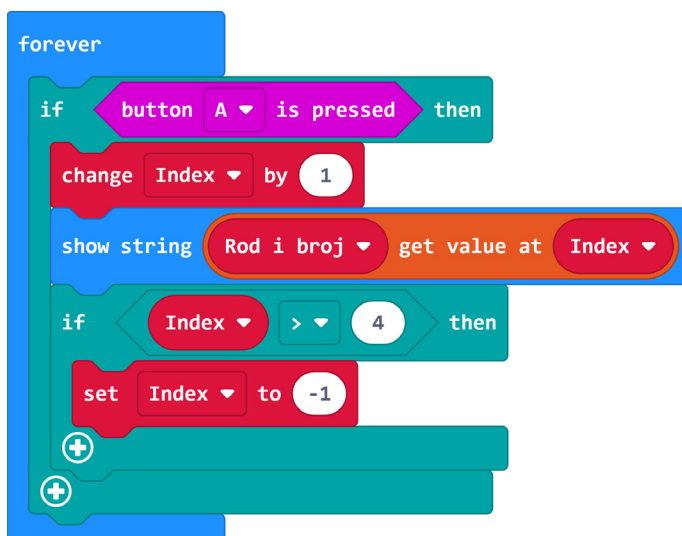 forever
if button A is pressed then
change Index by 1
show string Rod i broj get value at Index
if Index > 4 then
set Index to -1